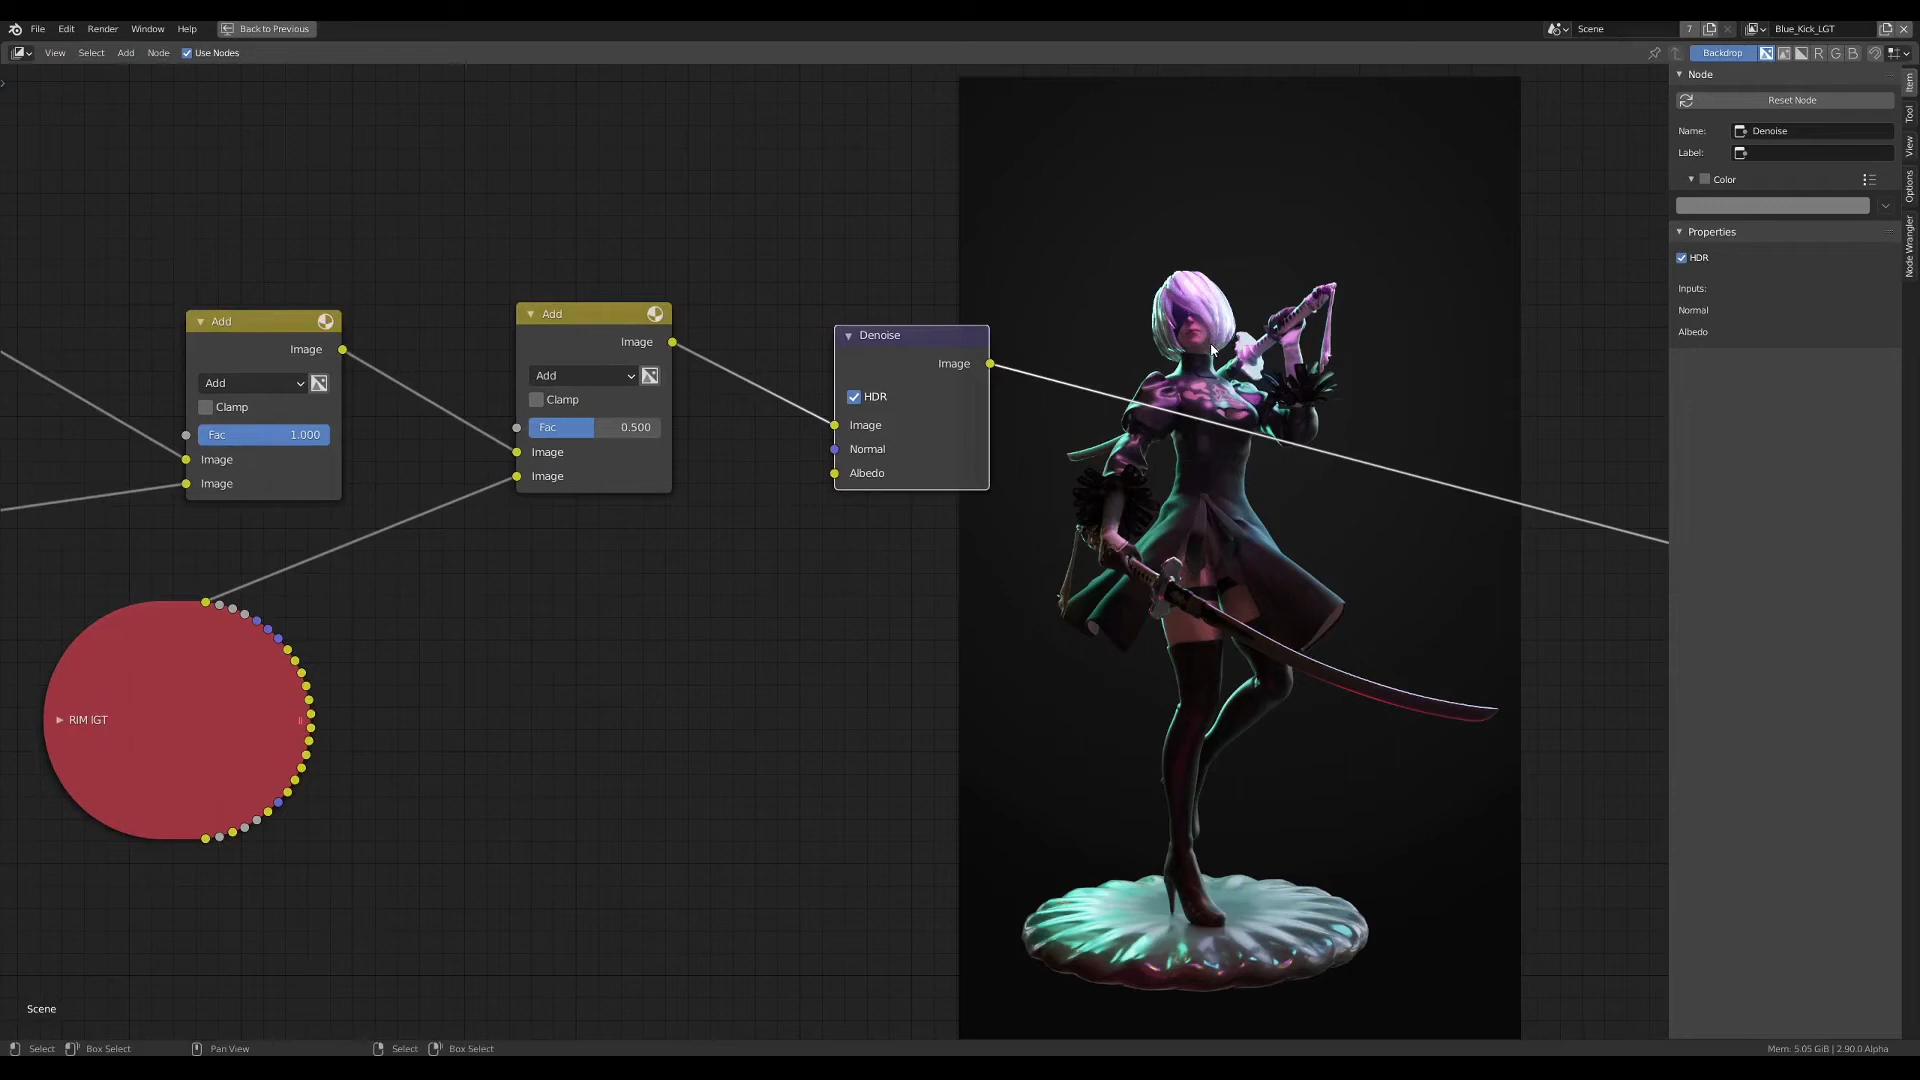 File Edit Render Window Help Back to Previous Scene 7 Blue_Kick_LGT
View Select Add Node Use Nodes Backdrop R G B
Node
Reset Node
Name: Denoise
Label:
Color
Properties
HDR
Inputs:
Normal
Albedo
Item
Tool
View
Options
Node Wrangler
Add
Image
Add
Clamp
Fac 1.000
Image
Image
Add
Image
Add
Clamp
Fac 0.500
Image
Image
Denoise
Image
HDR
Image
Normal
Albedo
RIM lGT
Scene
Select Box Select Pan View Select Box Select Mem: 5.05 GiB | 2.90.0 Alpha